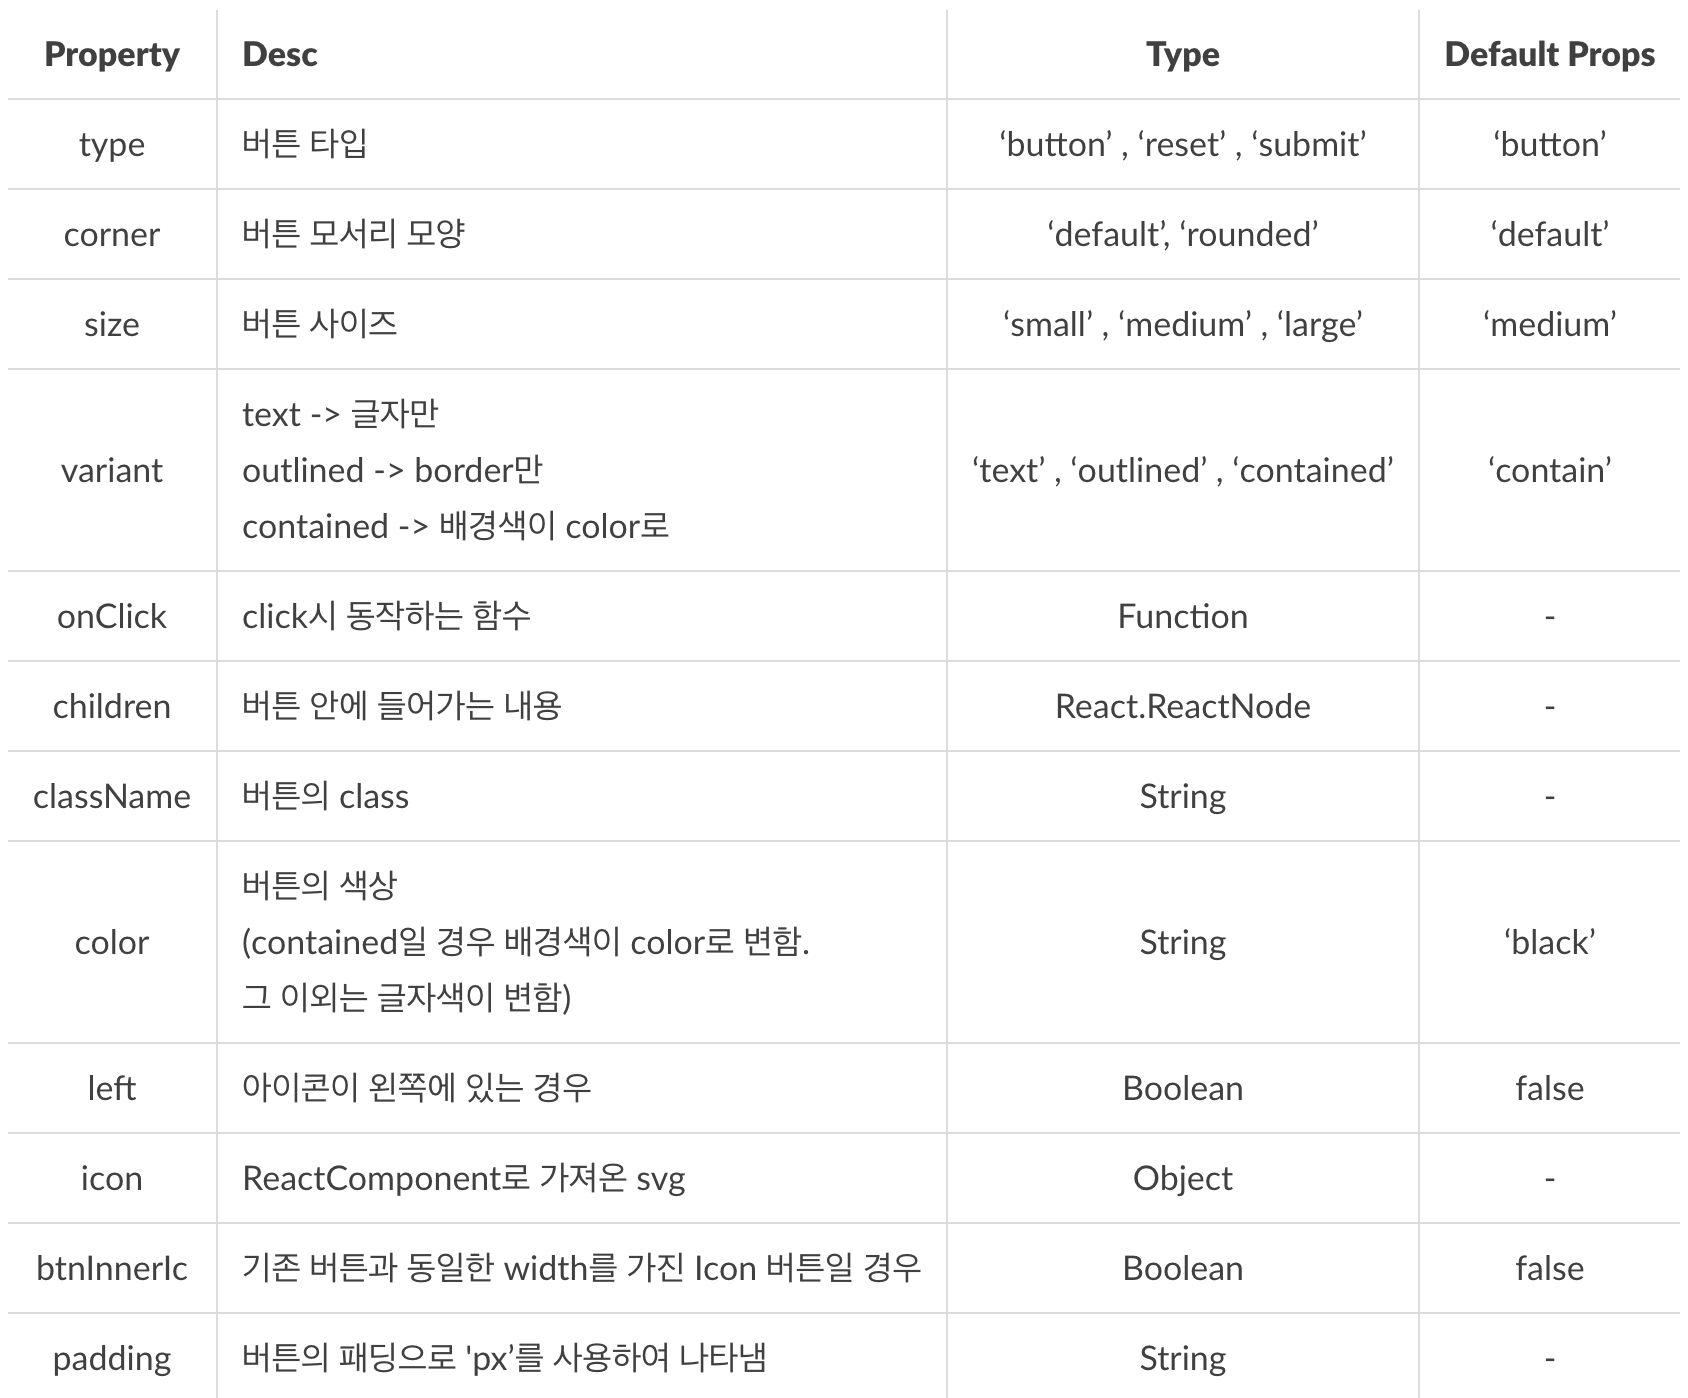 Property Desc Type Default Props
type 버튼 타입 ‘button’ , ‘reset’ , ‘submit’ ‘button’
corner 버튼 모서리 모양 ‘default’, ‘rounded’ ‘default’
size 버튼 사이즈 ‘small’ , ‘medium’ , ‘large’ ‘medium’
text -> 글자만
variant outlined -> border만 ‘text’ , ‘outlined’ , ‘contained’ ‘contain’
contained -> 배경색이 color로
onClick click시 동작하는 함수 Function -
children 버튼 안에 들어가는 내용 React.ReactNode -
className 버튼의 class String -
버튼의 색상
color (contained일 경우 배경색이 color로 변함. String ‘black’
그 이외는 글자색이 변함)
left 아이콘이 왼쪽에 있는 경우 Boolean false
icon ReactComponent로 가져온 svg Object -
btnInnerIc 기존 버튼과 동일한 width를 가진 Icon 버튼일 경우 Boolean false
padding 버튼의 패딩으로 'px’를 사용하여 나타냄 String -